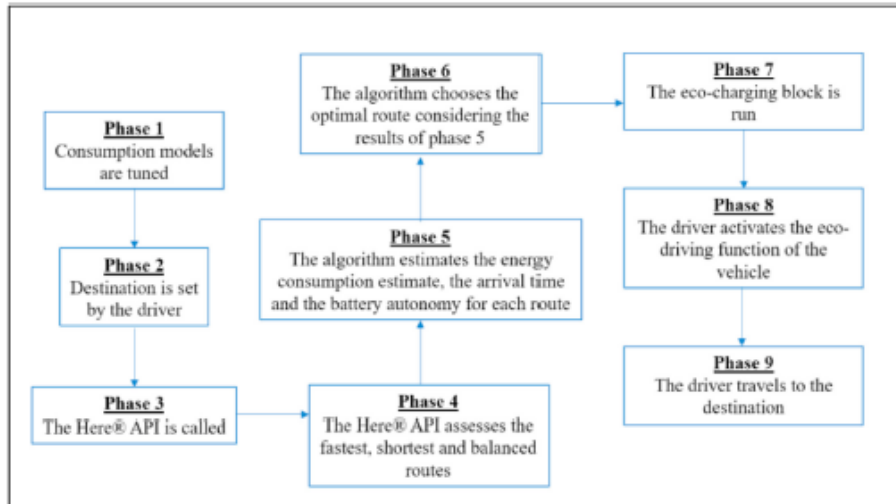 Phase 1
Consumption models
are tuned
Phase 2
Destination is set
by the driver
Phase 3
The Here® API is called
Phase 4
The Here® API assesses the
fastest, shortest and balanced
routes
Phase 5
The algorithm estimates the energy
consumption estimate, the arrival time
and the battery autonomy for each route
Phase 6
The algorithm chooses the
optimal route considering the
results of phase 5
Phase 7
The eco-charging block is
run
Phase 8
The driver activates the eco-
driving function of the
vehicle
Phase 9
The driver travels to the
destination